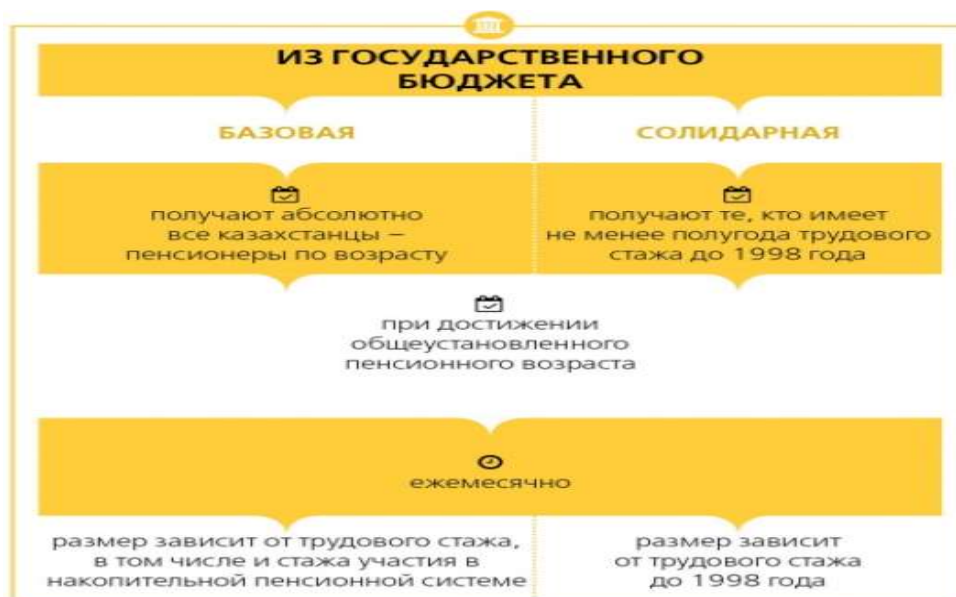 ИЗ ГОСУДАРСТВЕННОГО
БЮДЖЕТА
БАЗОВАЯ
СОЛИДАРНАЯ
получают абсолютно
все казахстанцы –
пенсионеры по возрасту
получают те, кто имеет
не менее полугода трудового
стажа до 1998 года
при достижении
общеустановленного
пенсионного возраста
ежемесячно
размер зависит от трудового стажа,
в том числе и стажа участия в
накопительной пенсионной системе
размер зависит
от трудового стажа
до 1998 года